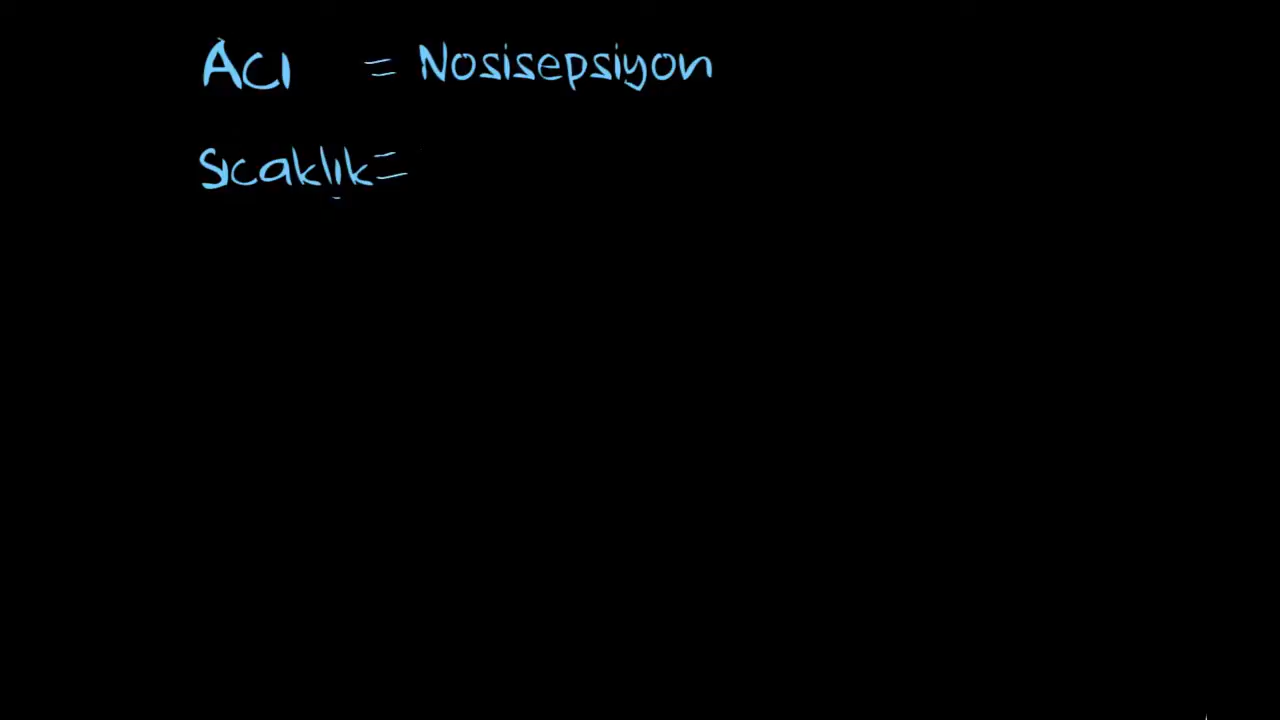 Acı = Nosisepsiyon
Sıcaklık =